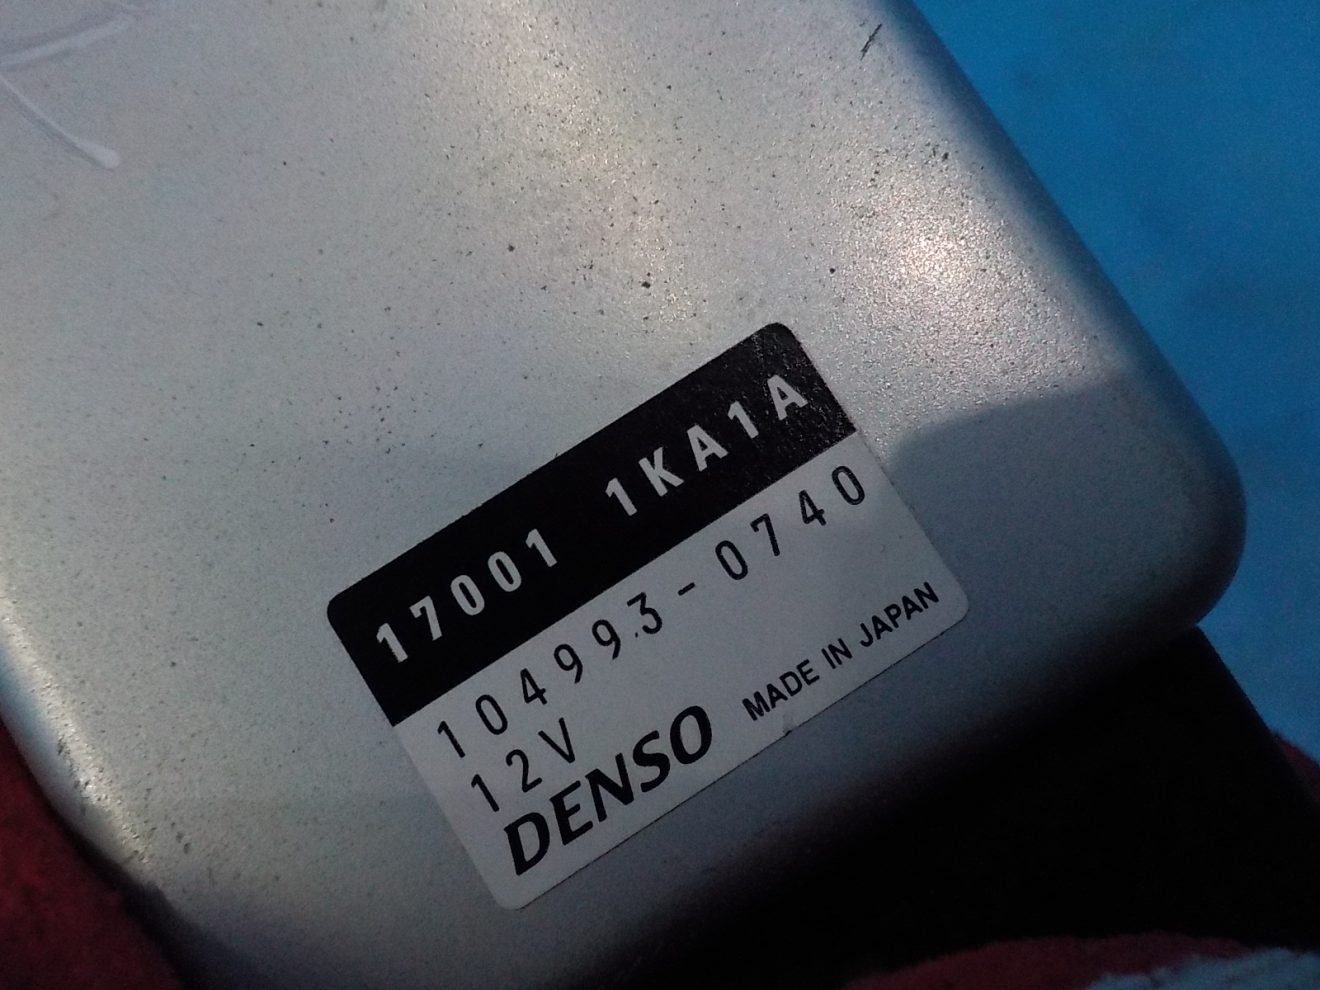 17001 1KA1A
104993-0740
12V
DENSO MADE IN JAPAN